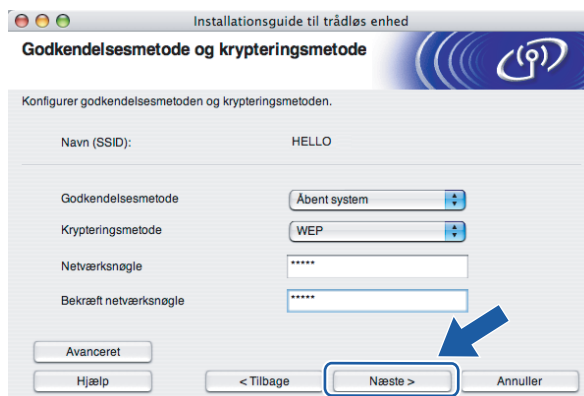 Installationsguide til trådløs enhed
Godkendelsesmetode og krypteringsmetode
Konfigurer godkendelsesmetoden og krypteringsmetoden.
Navn (SSID): HELLO
Godkendelsesmetode Åbent system
Krypteringsmetode WEP
Netværksnøgle *****
Bekræft netværksnøgle *****
Avanceret
Hjælp < Tilbage Næste > Annuller